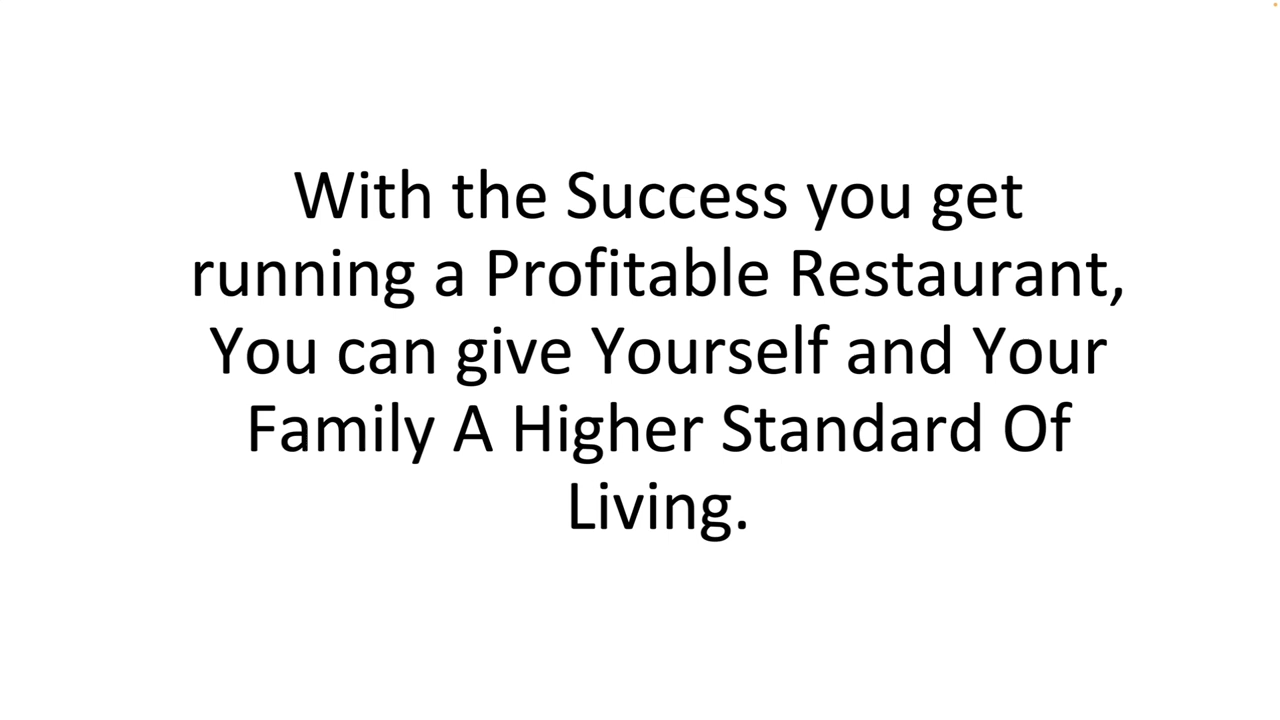 With the Success you get
running a Profitable Restaurant,
You can give Yourself and Your
Family A Higher Standard Of
Living.